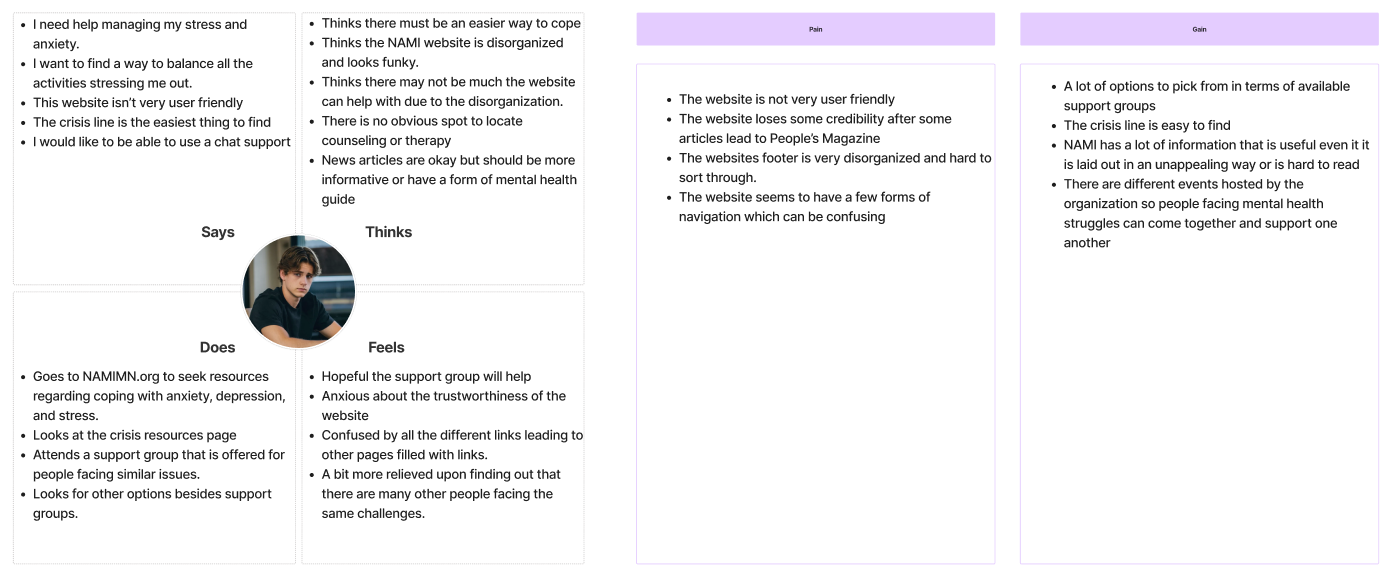 I need help managing my stress and
anxiety.
I want to find a way to balance all the
activities stressing me out.
This website isn't very user friendly
The crisis line is the easiest thing to find
I would like to be able to use a chat support
Says
Thinks there must be an easier way to cope
Thinks the NAMI website is disorganized
and looks funky.
Thinks there may not be much the website
can help with due to the disorganization.
There is no obvious spot to locate
counseling or therapy
News articles are okay but should be more
informative or have a form of mental health
guide
Thinks
Does
Goes to NAMIMN.org to seek resources
regarding coping with anxiety, depression,
and stress.
Looks at the crisis resources page
Attends a support group that is offered for
people facing similar issues.
Looks for other options besides support
groups.
Feels
Hopeful the support group will help
Anxious about the trustworthiness of the
website
Confused by all the different links leading to
other pages filled with links.
A bit more relieved upon finding out that
there are many other people facing the
same challenges.
Pain
The website is not very user friendly
The website loses some credibility after some
articles lead to People's Magazine
The websites footer is very disorganized and hard to
sort through.
The website seems to have a few forms of
navigation which can be confusing
Gain
A lot of options to pick from in terms of available
support groups
The crisis line is easy to find
NAMI has a lot of information that is useful even it it
is laid out in an unappealing way or is hard to read
There are different events hosted by the
organization so people facing mental health
struggles can come together and support one
another